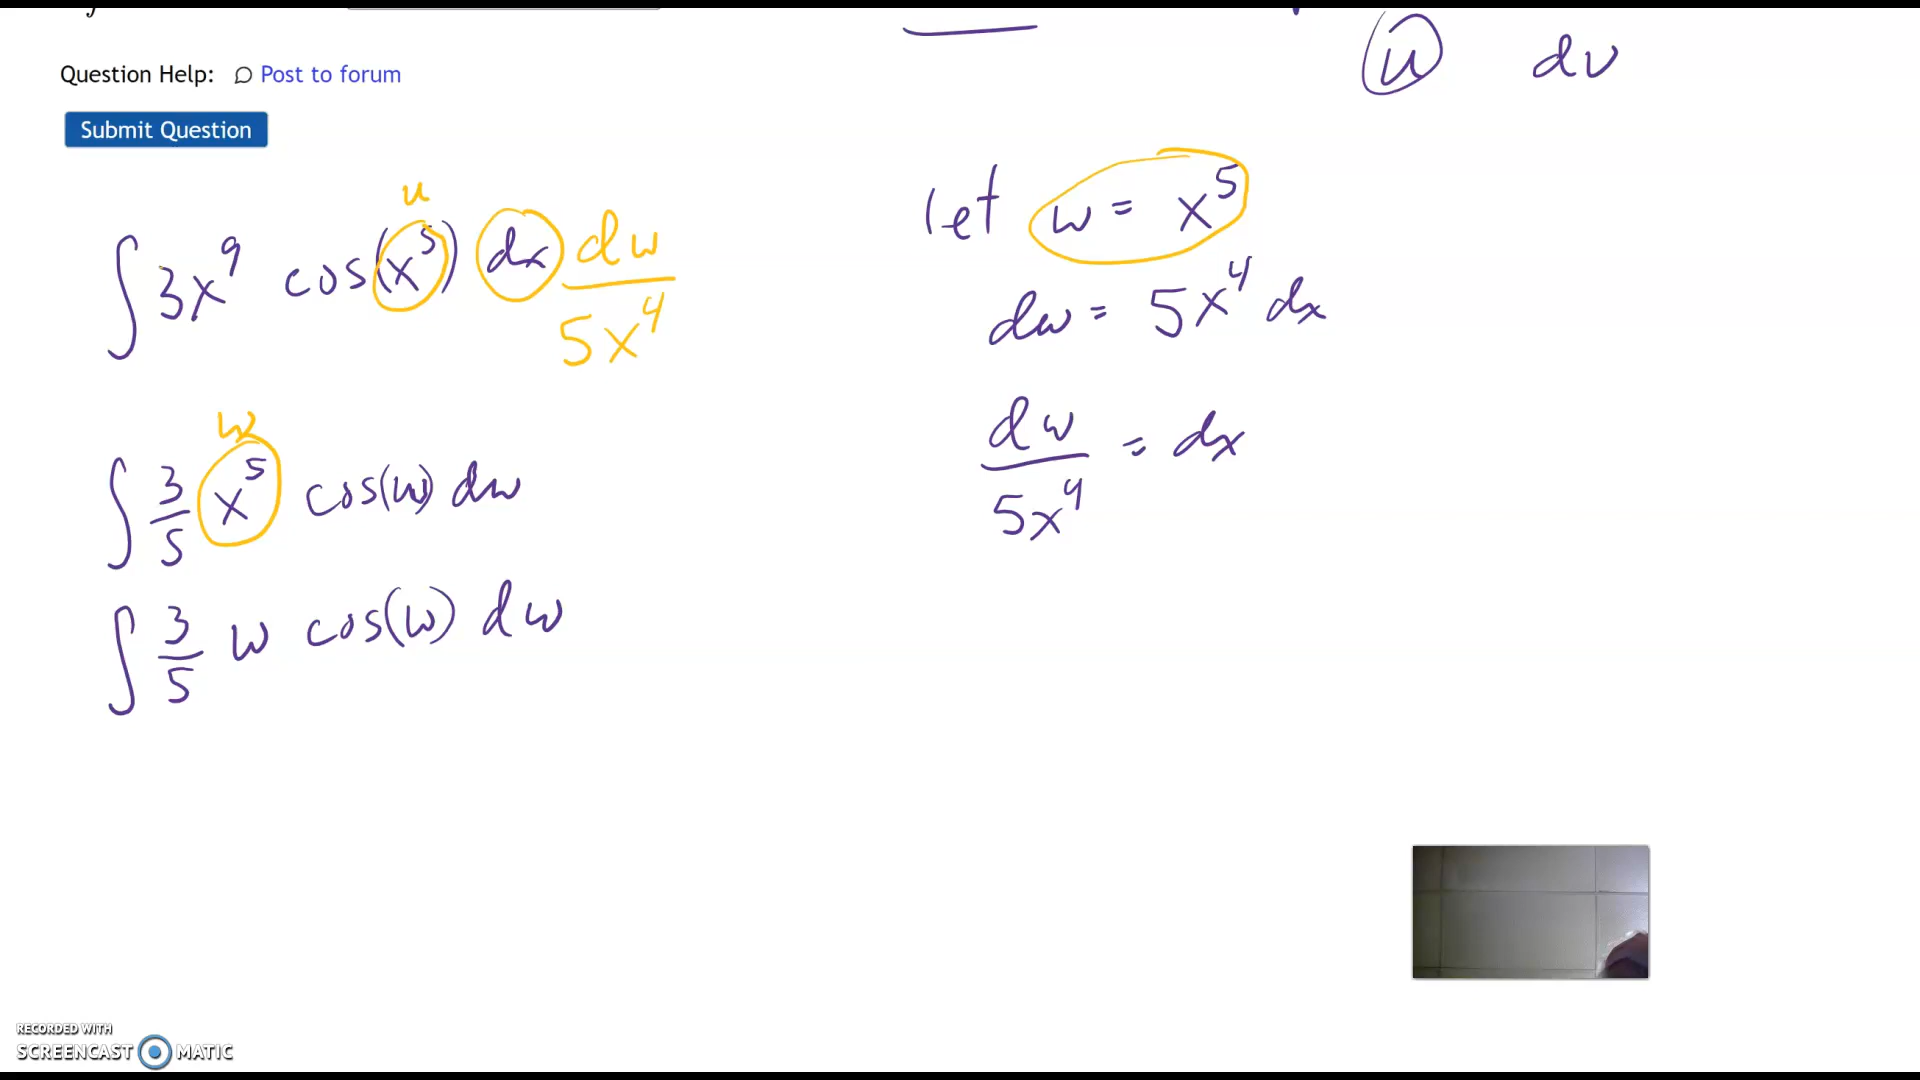 u dv
Question Help: Post to forum
Submit Question
let w = x^5
u
∫ 3x^9 cos(x^5) dx dw/5x^4
dw = 5x^4 dx
dw/5x^4 = dx
w
∫ 3/5 x^5 cos(w) dw
∫ 3/5 w cos(w) dw
RECORDED WITH
SCREENCAST MATIC